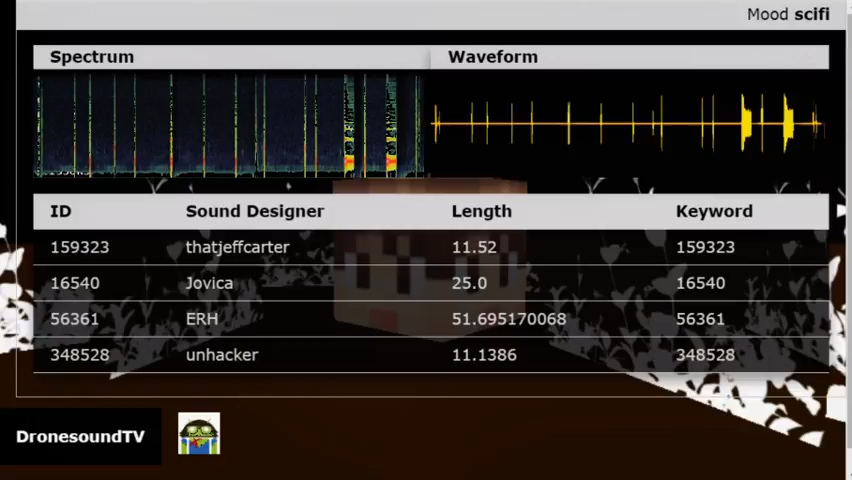 Mood scifi
Spectrum Waveform
ID Sound Designer Length Keyword
159323 thatjeffcarter 11.52 159323
16540 Jovica 25.0 16540
56361 ERH 51.695170068 56361
348528 unhacker 11.1386 348528
DronesoundTV